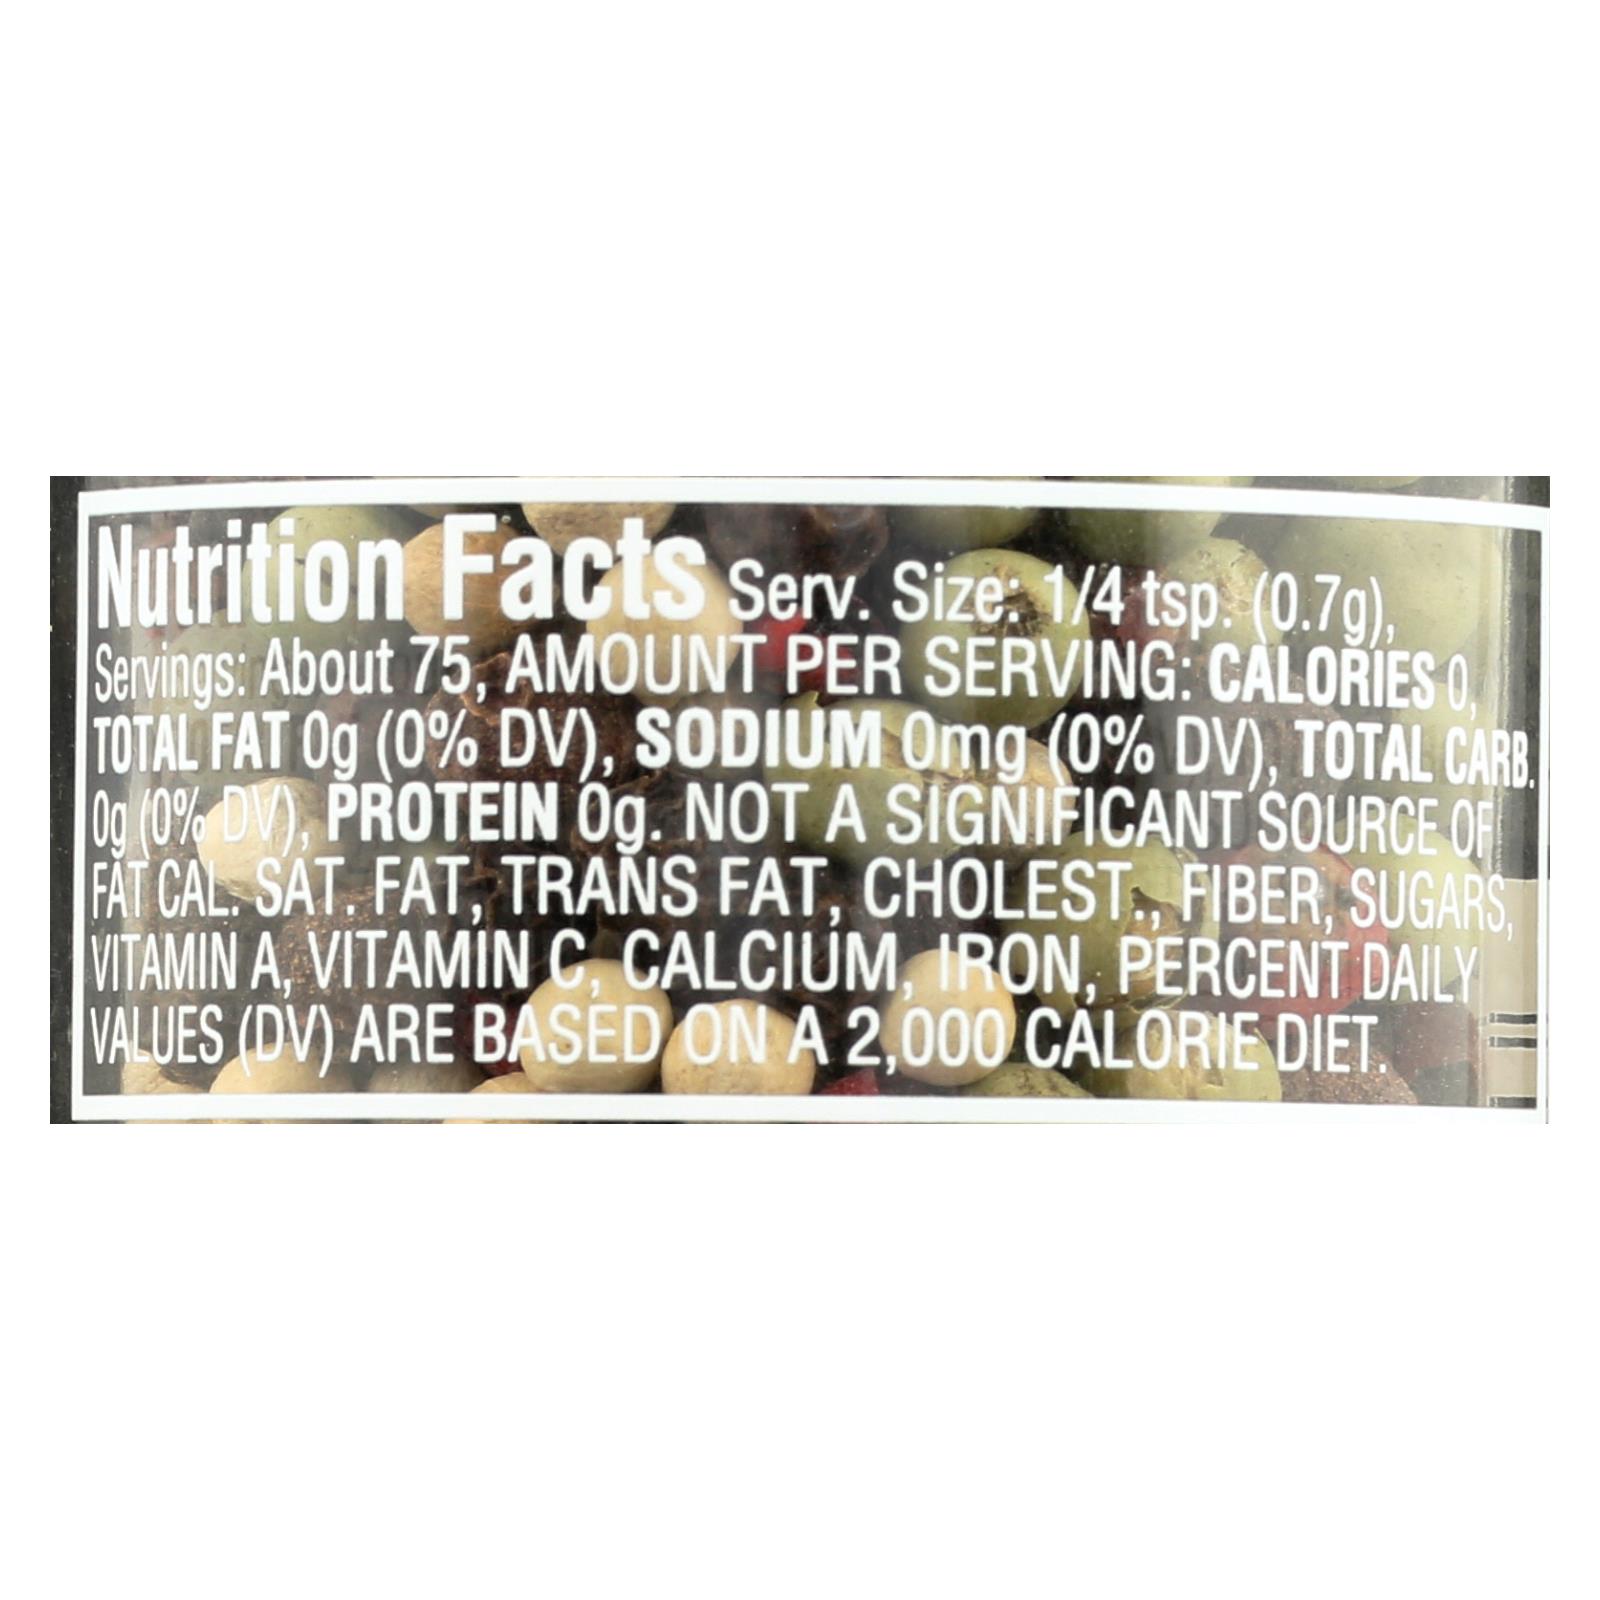 Nutrition Facts Serv. Size: 1/4 tsp. (0.7g),
Servings: About 75, AMOUNT PER SERVING: CALORIES 0,
TOTAL FAT 0g (0% DV), SODIUM 0mg (0% DV), TOTAL CARB.
0g (0% DV), PROTEIN 0g. NOT A SIGNIFICANT SOURCE OF
FAT CAL. SAT. FAT, TRANS FAT, CHOLEST., FIBER, SUGARS,
VITAMIN A, VITAMIN C, CALCIUM, IRON, PERCENT DAILY
VALUES (DV) ARE BASED ON A 2,000 CALORIE DIET.